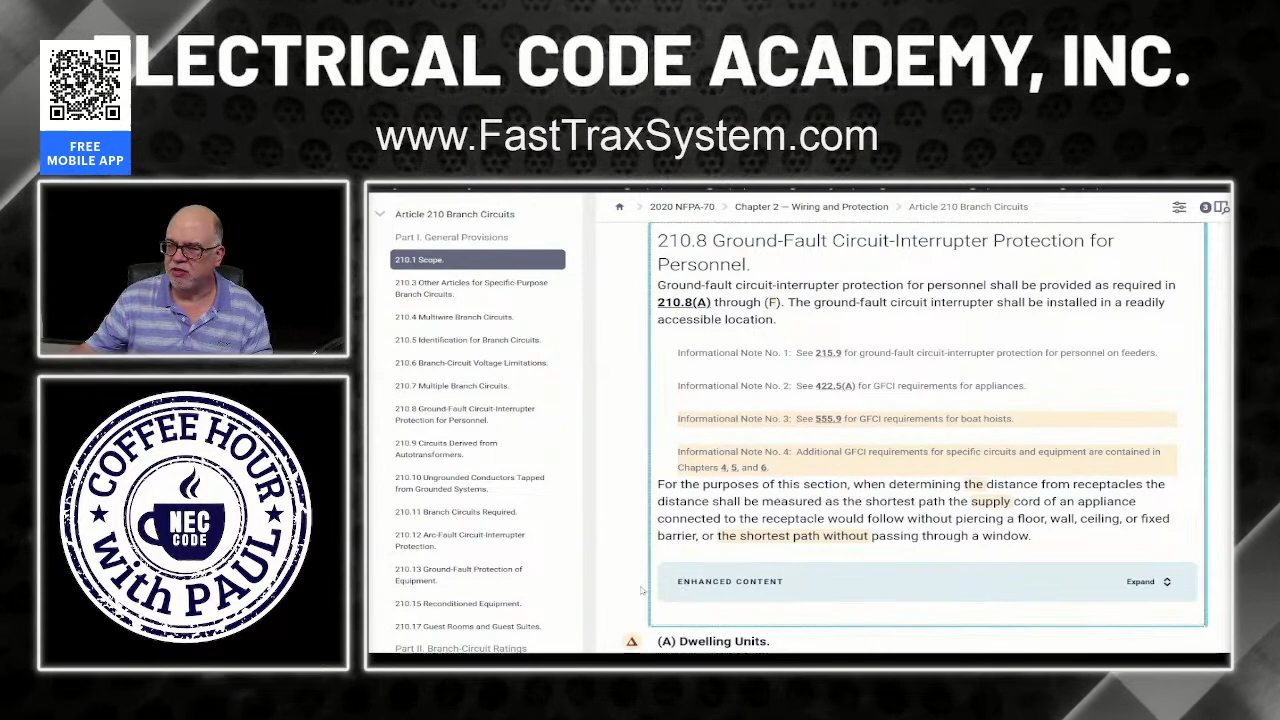 ELECTRICAL CODE ACADEMY, INC.
www.FastTraxSystem.com
FREE
MOBILE APP
COFFEE HOUR
NEC
CODE
with PAUL
Article 210 Branch Circuits
Part I. General Provisions
210.1 Scope.
210.3 Other Articles for Specific-Purpose
Branch Circuits.
210.4 Multiwire Branch Circuits.
210.5 Identification for Branch Circuits.
210.6 Branch-Circuit Voltage Limitations.
210.7 Multiple Branch Circuits.
210.8 Ground-Fault Circuit-Interrupter
Protection for Personnel.
210.9 Circuits Derived from
Autotransformers.
210.10 Ungrounded Conductors Tapped
from Grounded Systems.
210.11 Branch Circuits Required.
210.12 Arc-Fault Circuit-Interrupter
Protection.
210.13 Ground-Fault Protection of
Equipment.
210.15 Reconditioned Equipment.
210.17 Guest Rooms and Guest Suites.
Part II. Branch-Circuit Ratings
2020 NFPA-70 > Chapter 2 — Wiring and Protection > Article 210 Branch Circuits
3
210.8 Ground-Fault Circuit-Interrupter Protection for
Personnel.
Ground-fault circuit-interrupter protection for personnel shall be provided as required in
210.8(A) through (F). The ground-fault circuit interrupter shall be installed in a readily
accessible location.
Informational Note No. 1: See 215.9 for ground-fault circuit-interrupter protection for personnel on feeders.
Informational Note No. 2: See 422.5(A) for GFCI requirements for appliances.
Informational Note No. 3: See 555.9 for GFCI requirements for boat hoists.
Informational Note No. 4: Additional GFCI requirements for specific circuits and equipment are contained in
Chapters 4, 5, and 6.
For the purposes of this section, when determining the distance from receptacles the
distance shall be measured as the shortest path the supply cord of an appliance
connected to the receptacle would follow without piercing a floor, wall, ceiling, or fixed
barrier, or the shortest path without passing through a window.
ENHANCED CONTENT
Expand
(A) Dwelling Units.